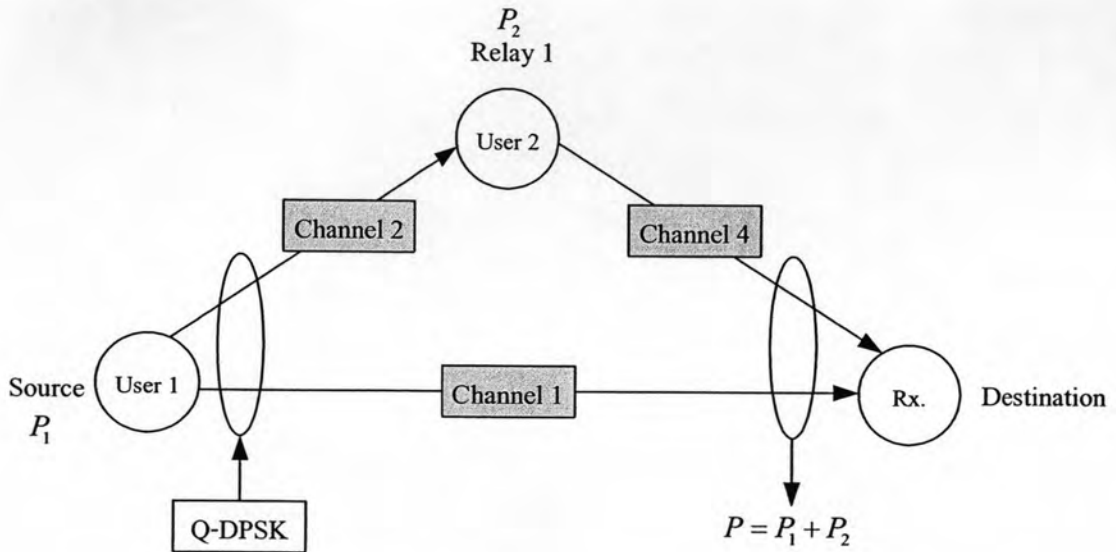 P₂
Relay 1
User 2
Channel 2
Channel 4
User 1
Source
P₁
Channel 1
Rx.
Destination
Q-DPSK
P = P₁ + P₂